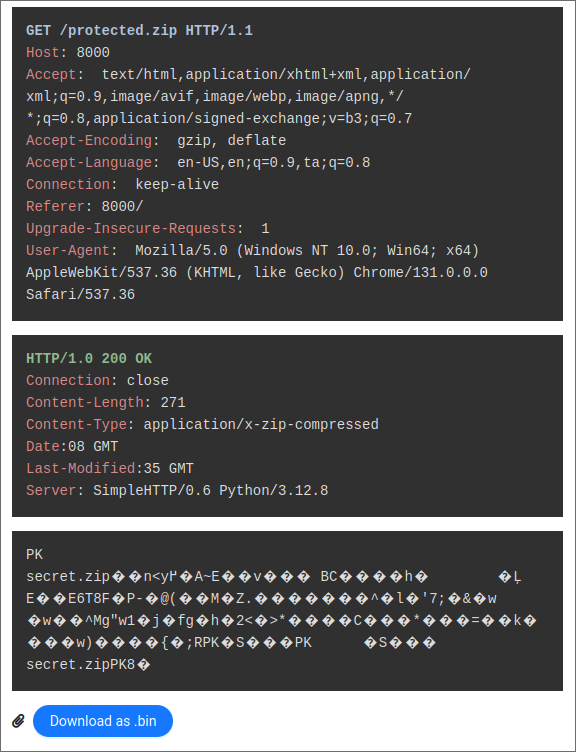 GET /protected.zip HTTP/1.1
Host: 8000
Accept:  text/html,application/xhtml+xml,application/
xml;q=0.9,image/avif,image/webp,image/apng,*/
*;q=0.8,application/signed-exchange;v=b3;q=0.7
Accept-Encoding:  gzip, deflate
Accept-Language:  en-US,en;q=0.9,ta;q=0.8
Connection:  keep-alive
Referer: 8000/
Upgrade-Insecure-Requests:  1
User-Agent:  Mozilla/5.0 (Windows NT 10.0; Win64; x64)
AppleWebKit/537.36 (KHTML, like Gecko) Chrome/131.0.0.0
Safari/537.36
HTTP/1.0 200 OK
Connection: close
Content-Length: 271
Content-Type: application/x-zip-compressed
Date:08 GMT
Last-Modified:35 GMT
Server: SimpleHTTP/0.6 Python/3.12.8
PK
secret.zip��n<y�A~E��v��� BC����h� �
E��E6T8F�P-�@(��M�Z.�������^�l�'7;�&�w
�w��^Mg"w1�j�fg�h�2<�>*����C���*���=��k�
���w)����{�;RPK�S���PK �S���
secret.zipPK8�
Download as .bin